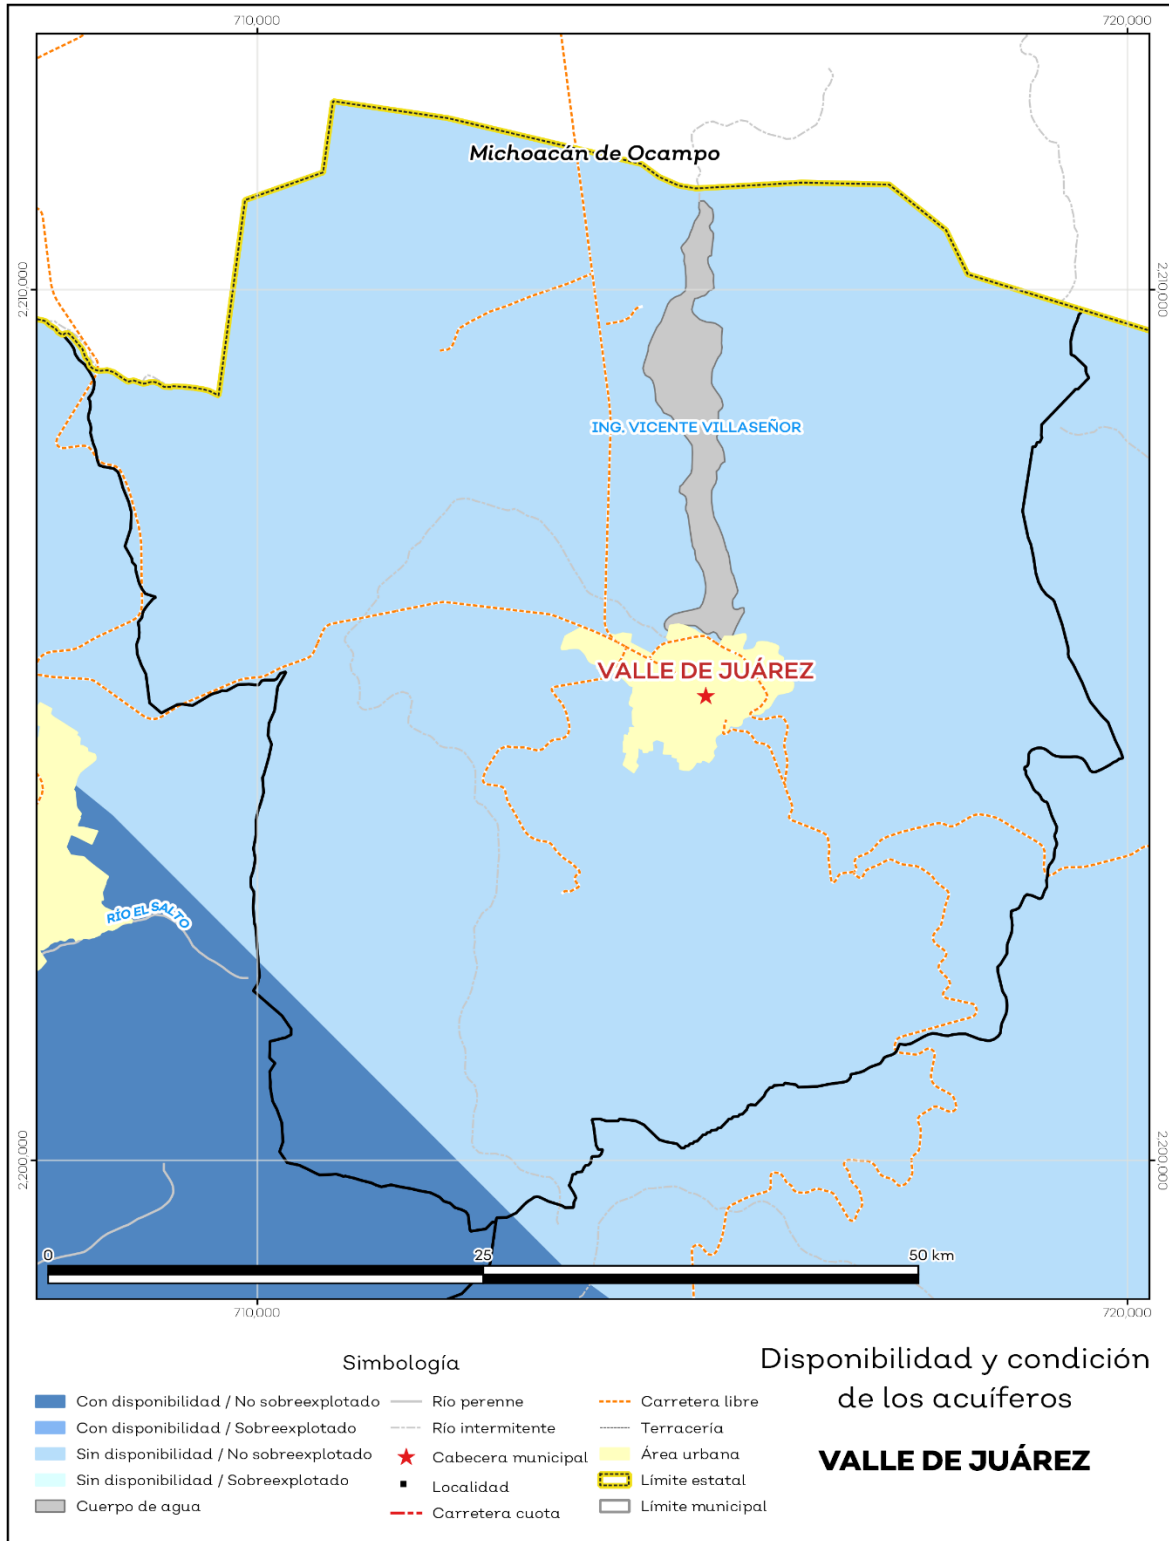 710,000
720,000
Michoacán de Ocampo
2,210,000
2,210,000
ING. VICENTE VILLASEÑOR
VALLE DE JUÁREZ
RÍO EL SALTO
2,200,000
2,200,000
0
25
50 km
710,000
720,000
Simbología
Con disponibilidad / No sobreexplotado
Con disponibilidad / Sobreexplotado
Sin disponibilidad / No sobreexplotado
Sin disponibilidad / Sobreexplotado
Cuerpo de agua
Río perenne
Río intermitente
Cabecera municipal
Localidad
Carretera cuota
Carretera libre
Terracería
Área urbana
Límite estatal
Límite municipal
Disponibilidad y condición
de los acuíferos
VALLE DE JUÁREZ